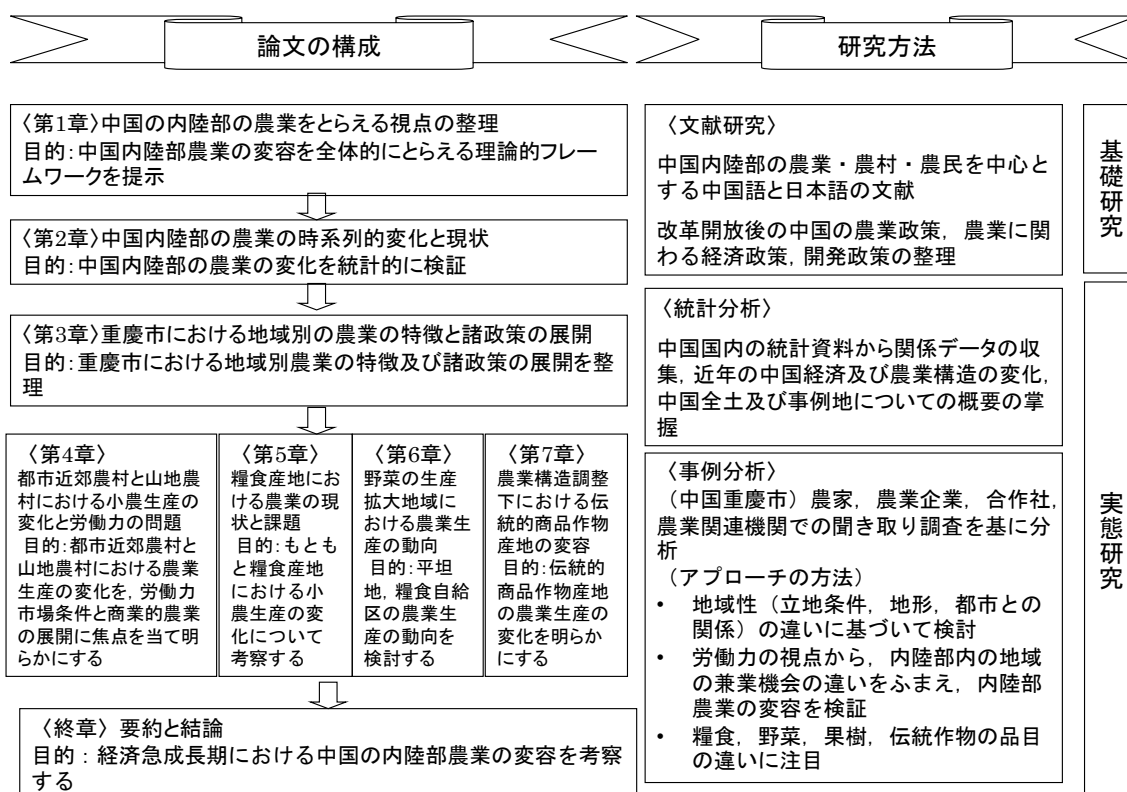 論文の構成
研究方法
〈第1章〉中国の内陸部の農業をとらえる視点の整理
目的:中国内陸部農業の変容を全体的にとらえる理論的フレー
ムワークを提示
〈第2章〉中国内陸部の農業の時系列的変化と現状
目的:中国内陸部の農業の変化を統計的に検証
〈第3章〉重慶市における地域別の農業の特徴と諸政策の展開
目的:重慶市における地域別農業の特徴及び諸政策の展開を整
理
〈第4章〉
都市近郊農村と山地農
村における小農生産の
変化と労働力の問題
目的:都市近郊農村と
山地農村における農業
生産の変化を,労働力
市場条件と商業的農業
の展開に焦点を当て明
らかにする
〈第5章〉
糧食産地にお
ける農業の現
状と課題
目的:もともと
と糧食産地
における小
農生産の変
化について
考察する
〈第6章〉
野菜の生産
拡大地域に
おける農業生
産の動向
目的:平坦
地,糧食自給
区の農業生
産の動向を
検討する
〈第7章〉
農業構造調整
下における伝
統的商品作物
産地の変容
目的:伝統的
商品作物産地
の農業生産の
変化を明らか
にする
〈終章〉要約と結論
目的:経済急成長期における中国の内陸部農業の変容を考察
する
〈文献研究〉
中国内陸部の農業・農村・農民を中心と
する中国語と日本語の文献
改革開放後の中国の農業政策,農業に関
わる経済政策,開発政策の整理
〈統計分析〉
中国国内の統計資料から関係データの収
集,近年の中国経済及び農業構造の変化,
中国全土及び事例地についての概要の掌
握
〈事例分析〉
(中国重慶市)農家,農業企業,合作社,
農業関連機関での聞き取り調査を基に分
析
(アプローチの方法)
• 地域性(立地条件,地形,都市との
関係)の違いに基づいて検討
• 労働力の視点から,内陸部内の地域
の兼業機会の違いをふまえ,内陸部
農業の変容を検証
• 糧食,野菜,果樹,伝統作物の品目
の違いに注目
基礎研究
実態研究